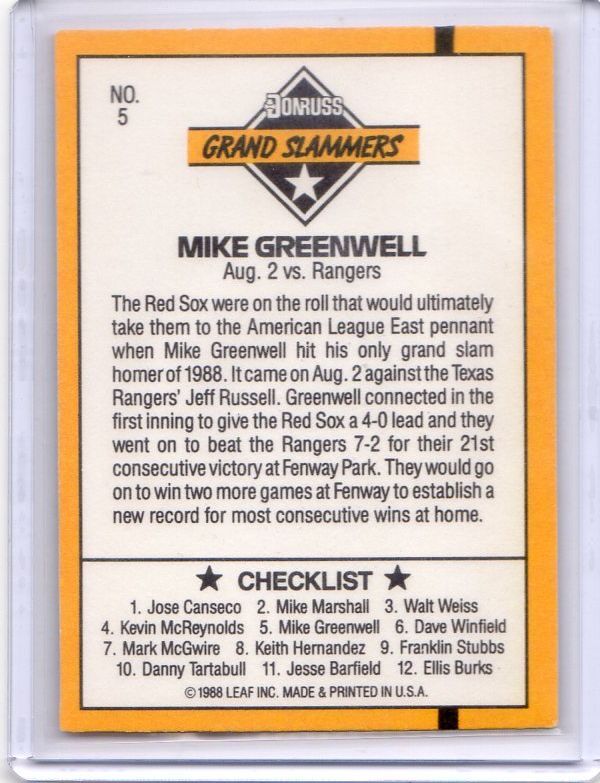 NO.
5
DONRUSS
GRAND SLAMMERS
MIKE GREENWELL
Aug. 2 vs. Rangers
The Red Sox were on the roll that would ultimately
take them to the American League East pennant
when Mike Greenwell hit his only grand slam
homer of 1988. It came on Aug. 2 against the Texas
Rangers' Jeff Russell. Greenwell connected in the
first inning to give the Red Sox a 4-0 lead and they
went on to beat the Rangers 7-2 for their 21st
consecutive victory at Fenway Park. They would go
on to win two more games at Fenway to establish a
new record for most consecutive wins at home.
★ CHECKLIST ★
1. Jose Canseco 2. Mike Marshall 3. Walt Weiss
4. Kevin McReynolds 5. Mike Greenwell 6. Dave Winfield
7. Mark McGwire 8. Keith Hernandez 9. Franklin Stubbs
10. Danny Tartabull 11. Jesse Barfield 12. Ellis Burks
© 1988 LEAF INC. MADE & PRINTED IN U.S.A.